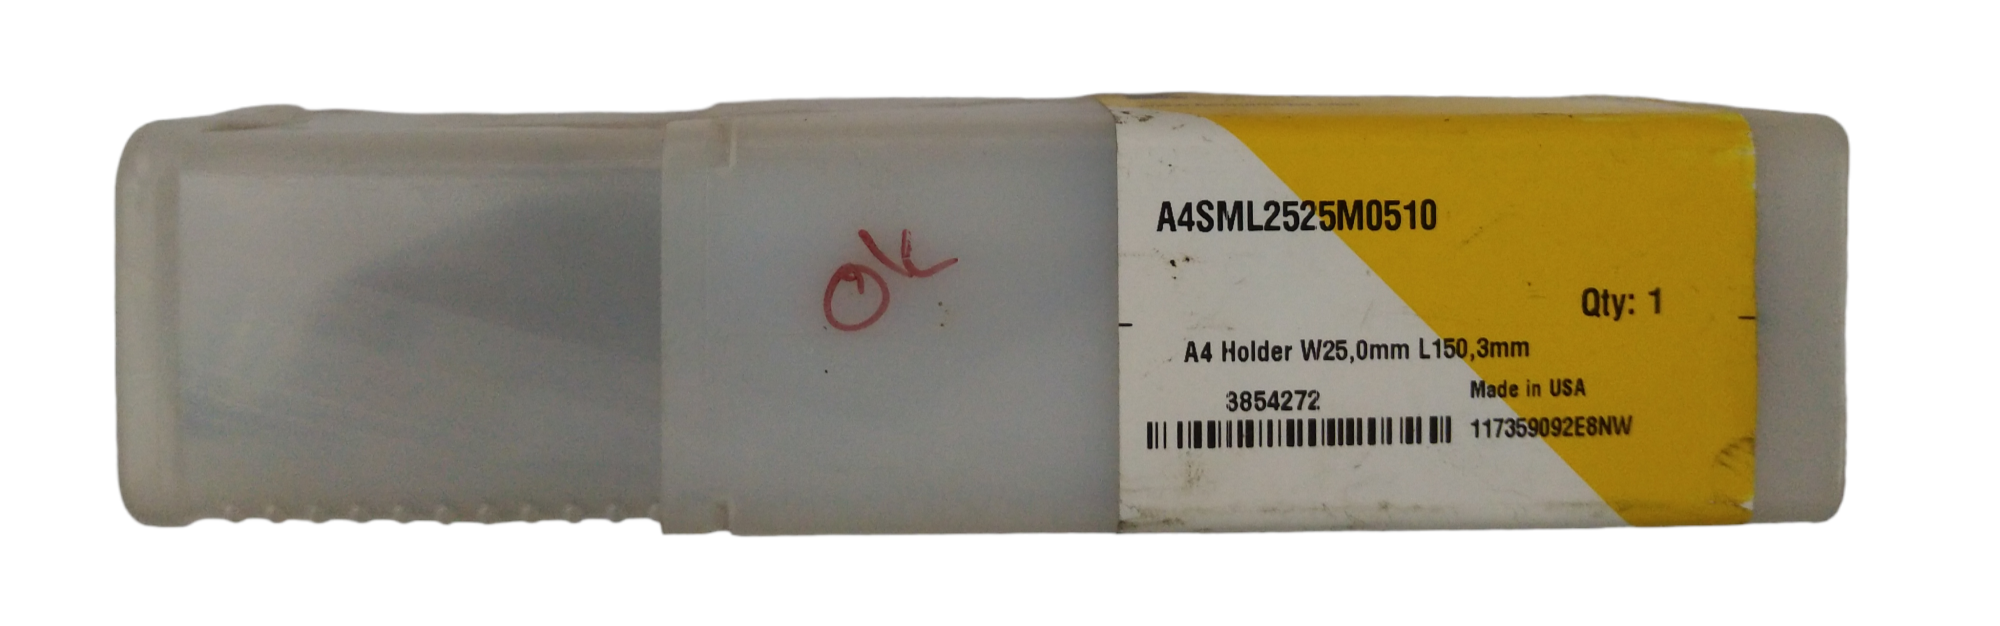 Ok
A4SML2525M0510
Qty: 1
A4 Holder W25,0mm L150,3mm
3854272
Made in USA
117359092E8NW